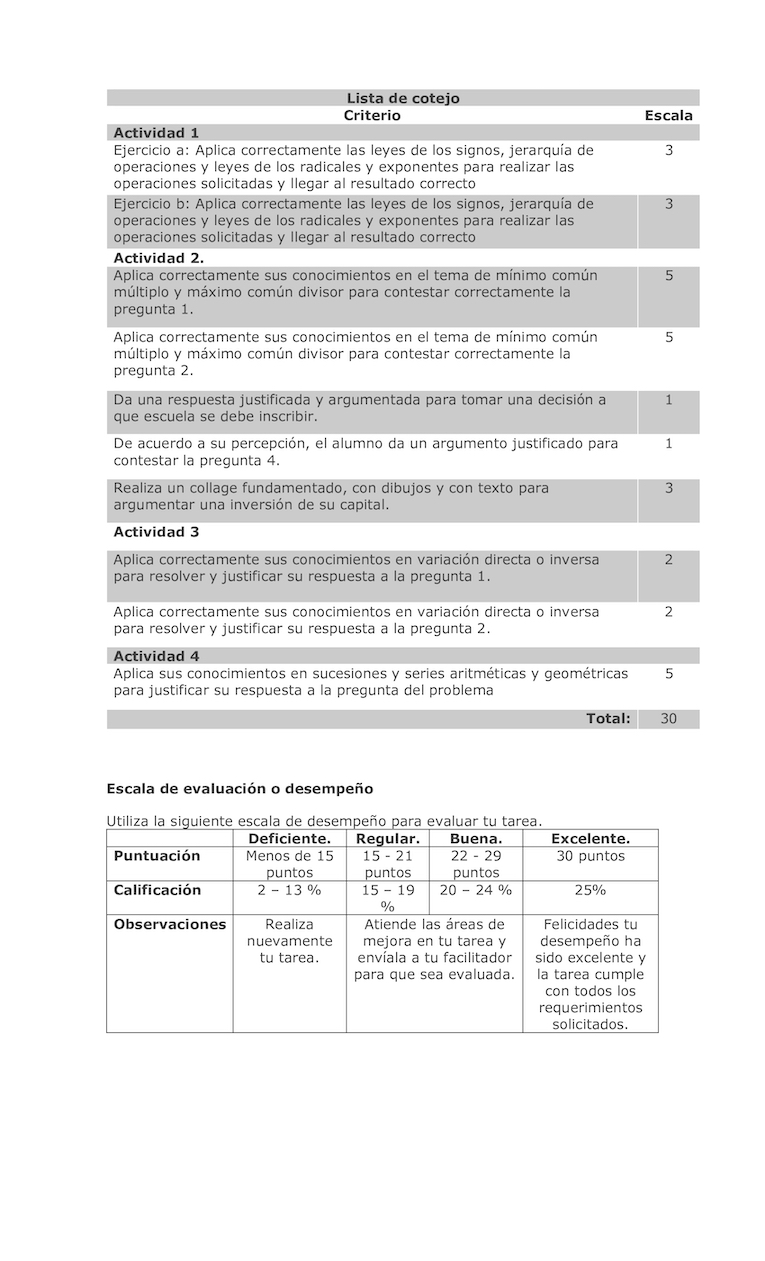 Lista de cotejo
Criterio Escala
Actividad 1
Ejercicio a: Aplica correctamente las leyes de los signos, jerarquía de 3
operaciones y leyes de los radicales y exponentes para realizar las
operaciones solicitadas y llegar al resultado correcto
Ejercicio b: Aplica correctamente las leyes de los signos, jerarquía de 3
operaciones y leyes de los radicales y exponentes para realizar las
operaciones solicitadas y llegar al resultado correcto
Actividad 2.
Aplica correctamente sus conocimientos en el tema de mínimo común 5
múltiplo y máximo común divisor para contestar correctamente la
pregunta 1.
Aplica correctamente sus conocimientos en el tema de mínimo común 5
múltiplo y máximo común divisor para contestar correctamente la
pregunta 2.
Da una respuesta justificada y argumentada para tomar una decisión a 1
que escuela se debe inscribir.
De acuerdo a su percepción, el alumno da un argumento justificado para 1
contestar la pregunta 4.
Realiza un collage fundamentado, con dibujos y con texto para 3
argumentar una inversión de su capital.
Actividad 3
Aplica correctamente sus conocimientos en variación directa o inversa 2
para resolver y justificar su respuesta a la pregunta 1.
Aplica correctamente sus conocimientos en variación directa o inversa 2
para resolver y justificar su respuesta a la pregunta 2.
Actividad 4
Aplica sus conocimientos en sucesiones y series aritméticas y geométricas 5
para justificar su respuesta a la pregunta del problema
Total: 30
Escala de evaluación o desempeño
Utiliza la siguiente escala de desempeño para evaluar tu tarea.
Deficiente. Regular. Buena. Excelente.
Puntuación Menos de 15 15 - 21 22 - 29 30 puntos
puntos puntos puntos
Calificación 2 – 13 % 15 – 19 20 – 24 % 25%
%
Observaciones Realiza Atiende las áreas de Felicidades tu
nuevamente mejora en tu tarea y desempeño ha
tu tarea. envíala a tu facilitador sido excelente y
para que sea evaluada. la tarea cumple
con todos los
requerimientos
solicitados.